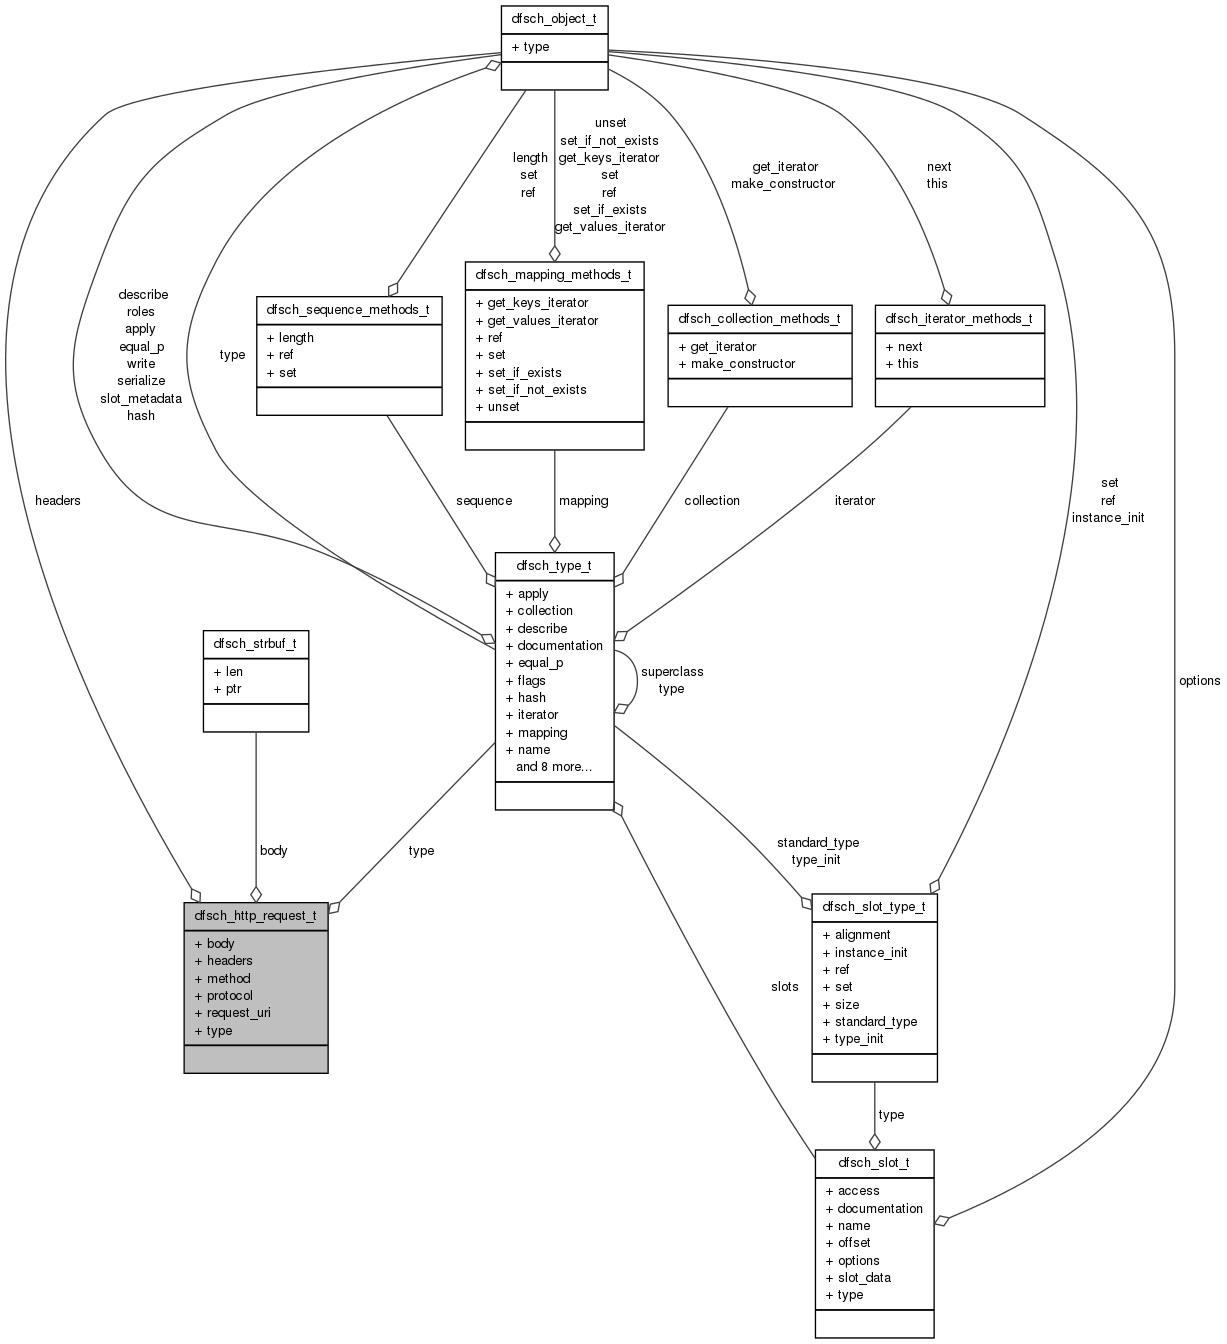 dfsch_object_t
+ type
unset
set_if_not_exists
get_keys_iterator
set
ref
set_if_exists
get_values_iterator
length
set
ref
get_iterator
make_constructor
next
this
describe
roles
apply
equal_p
write
serialize
slot_metadata
hash
type
dfsch_sequence_methods_t
+ length
+ ref
+ set
dfsch_mapping_methods_t
+ get_keys_iterator
+ get_values_iterator
+ ref
+ set
+ set_if_exists
+ set_if_not_exists
+ unset
dfsch_collection_methods_t
+ get_iterator
+ make_constructor
dfsch_iterator_methods_t
+ next
+ this
headers
sequence
mapping
collection
iterator
set
ref
instance_init
dfsch_type_t
+ apply
+ collection
+ describe
+ documentation
+ equal_p
+ flags
+ hash
+ iterator
+ mapping
+ name
and 8 more...
superclass
type
options
dfsch_strbuf_t
+ len
+ ptr
body
type
standard_type
type_init
dfsch_http_request_t
+ body
+ headers
+ method
+ protocol
+ request_uri
+ type
slots
dfsch_slot_type_t
+ alignment
+ instance_init
+ ref
+ set
+ size
+ standard_type
+ type_init
type
dfsch_slot_t
+ access
+ documentation
+ name
+ offset
+ options
+ slot_data
+ type